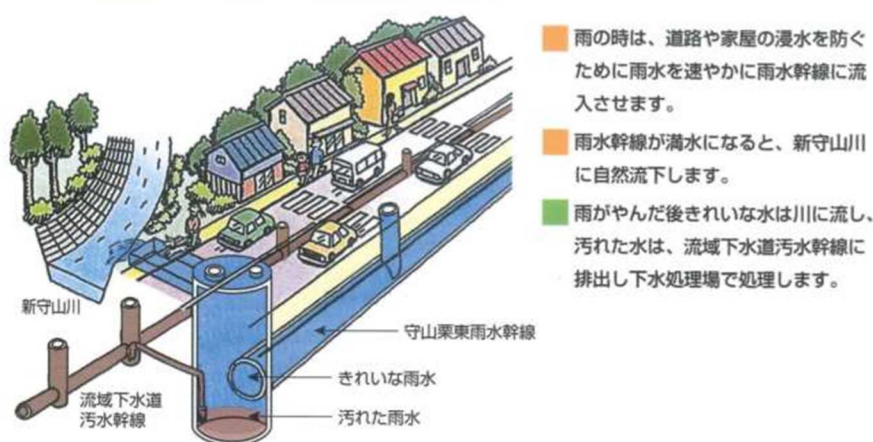 雨の時は、道路や家屋の浸水を防ぐ
ために雨水を速やかに雨水幹線に流
入させます。
雨水幹線が満水になると、新守山川
に自然流下します。
雨がやんだ後きれいな水は川に流し、
汚れた水は、流域下水道汚水幹線に
排出し下水処理場で処理します。
新守山川
守山栗東雨水幹線
きれいな雨水
汚れた雨水
流域下水道
汚水幹線